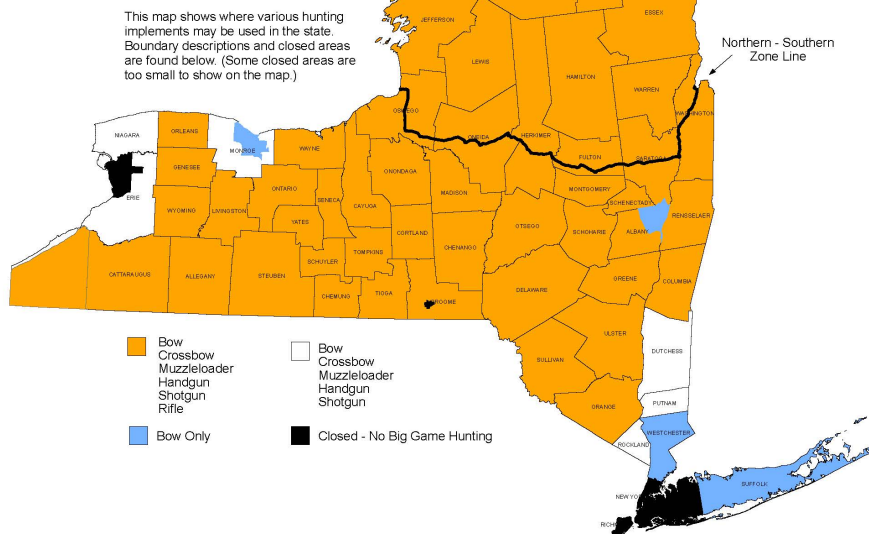 This map shows where various hunting
implements may be used in the state.
Boundary descriptions and closed areas
are found below. (Some closed areas are
too small to show on the map.)
JEFFERSON
ESSEX
Northern - Southern
Zone Line
LEWIS
HAMILTON
WARREN
WASHINGTON
OSWEGO
ONEIDA
HERKIMER
FULTON
SARATOGA
NIAGARA
ORLEANS
MONROE
WAYNE
GENESEE
ONONDAGA
MADISON
MONTGOMERY
SCHENECTADY
ERIE
WYOMING
LIVINGSTON
ONTARIO
SENECA
CAYUGA
YATES
CORTLAND
CHENANGO
OTSEGO
SCHOHARIE
ALBANY
RENSSELAER
CATTARAUGUS
ALLEGANY
STEUBEN
SCHUYLER
TOMPKINS
CHEMUNG
TIOGA
BROOME
DELAWARE
GREENE
COLUMBIA
ULSTER
SULLIVAN
DUTCHESS
ORANGE
PUTNAM
ROCKLAND
WESTCHESTER
SUFFOLK
NEW YO
RICH
Bow
Crossbow
Muzzleloader
Handgun
Shotgun
Rifle
Bow
Crossbow
Muzzleloader
Handgun
Shotgun
Bow Only
Closed - No Big Game Hunting